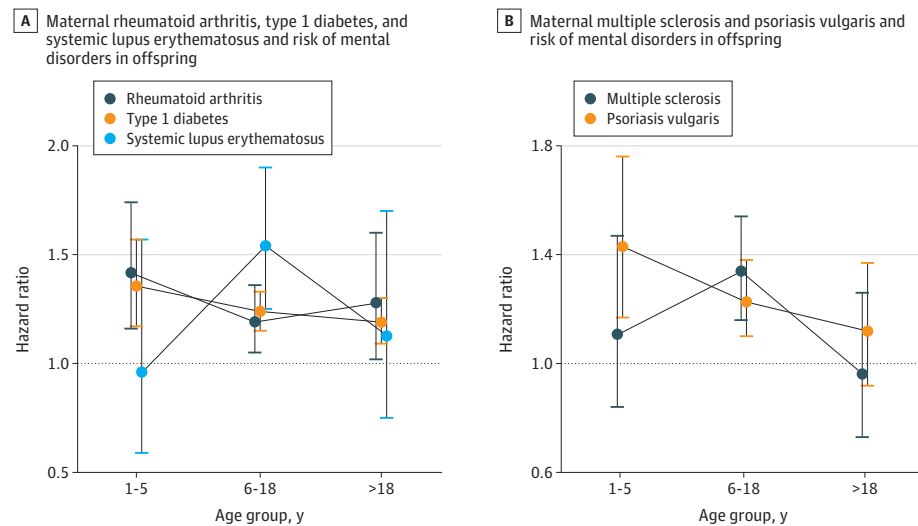 A Maternal rheumatoid arthritis, type 1 diabetes, and
systemic lupus erythematosus and risk of mental
disorders in offspring
Rheumatoid arthritis
Type 1 diabetes
Systemic lupus erythematosus
2.0
1.5
1.0
0.5
Hazard ratio
1-5
6-18
>18
Age group, y
B Maternal multiple sclerosis and psoriasis vulgaris and
risk of mental disorders in offspring
Multiple sclerosis
Psoriasis vulgaris
1.8
1.4
1.0
0.6
Hazard ratio
1-5
6-18
>18
Age group, y